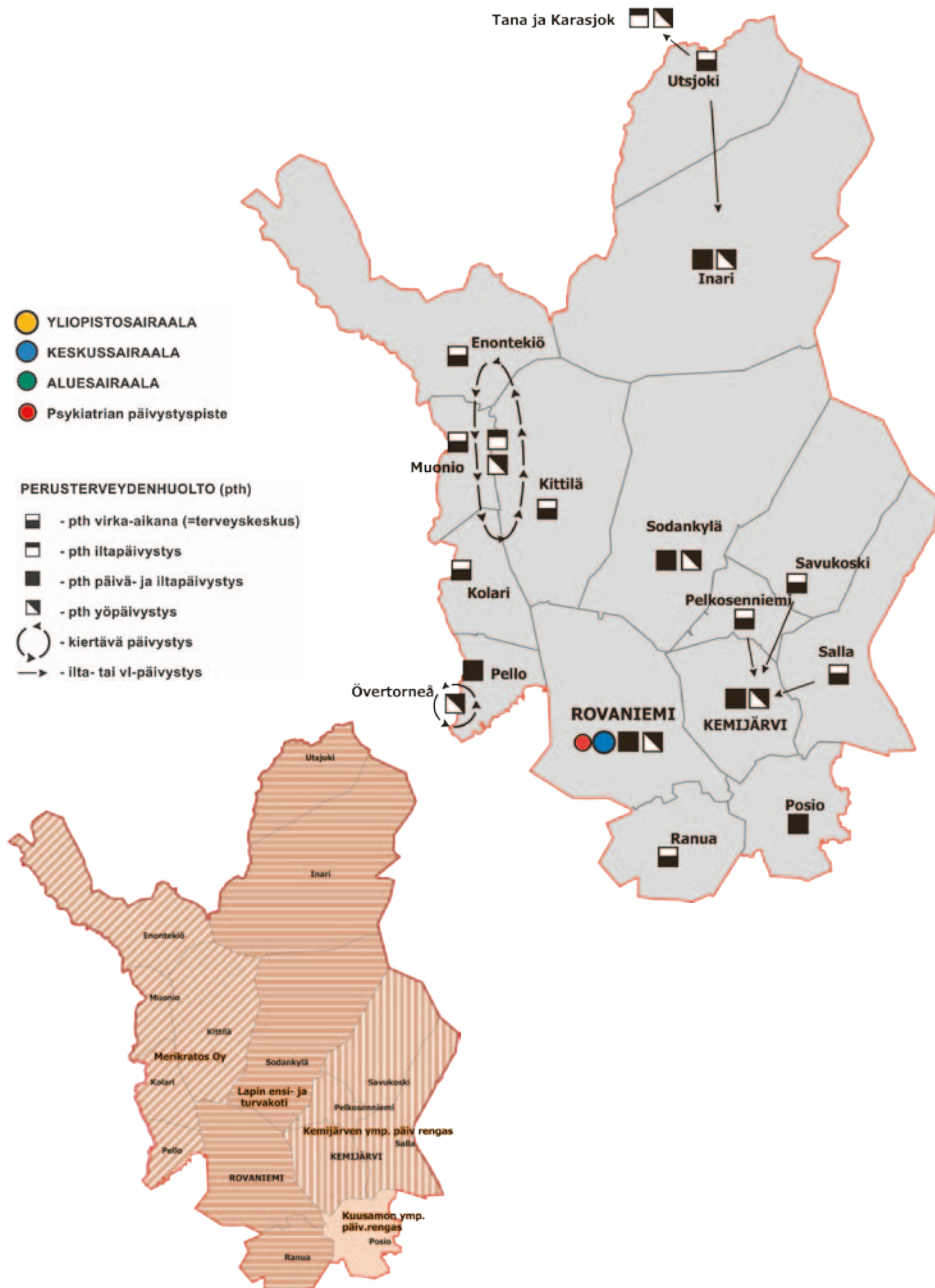 Tana ja Karasjok
Utsjoki
Inari
YLIOPISTOSAIRAALA
KESKUSSAIRAALA
ALUESAIRAALA
Psykiatrian päivystyspiste
Enontekiö
Muonio
Kittilä
PERUSTERVEYDENHUOLTO (pth)
- pth virka-aikana (=terveyskeskus)
- pth iltapäivystys
- pth päivä- ja iltapäivystys
- pth yöpäivystys
- kiertävä päivystys
- ilta- tai vl-päivystys
Sodankylä
Savukoski
Kolari
Pelkosenniemi
Salla
Pello
Övertorneå
ROVANIEMI
KEMIJÄRVI
Posio
Ranua
Utsjoki
Inari
Enontekiö
Muonio
Kittilä
Merikratos Oy
Sodankylä
Kolari
Savukoski
Lapin ensi- ja
turvakoti
Pelkosenniemi
Kemijärven ymp. päiv rengas
Salla
Pello
KEMIJÄRVI
ROVANIEMI
Kuusamon ymp.
päiv.rengas
Posio
Ranua